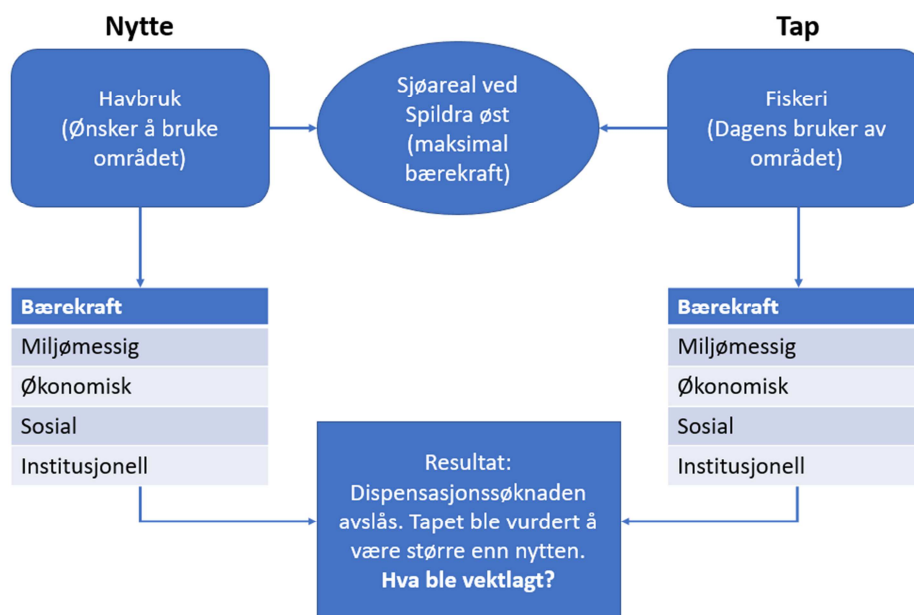 Nytte
Tap
Havbruk
(Ønsker å bruke
området)
Sjøareal ved
Spildra øst
(maksimal
bærekraft)
Fiskeri
(Dagens bruker av
området)
Bærekraft
Miljømessig
Økonomisk
Sosial
Institusjonell
Bærekraft
Miljømessig
Økonomisk
Sosial
Institusjonell
Resultat:
Dispensasjonssøknaden
avslås. Tapet ble vurdert å
være større enn nytten.
Hva ble vektlagt?